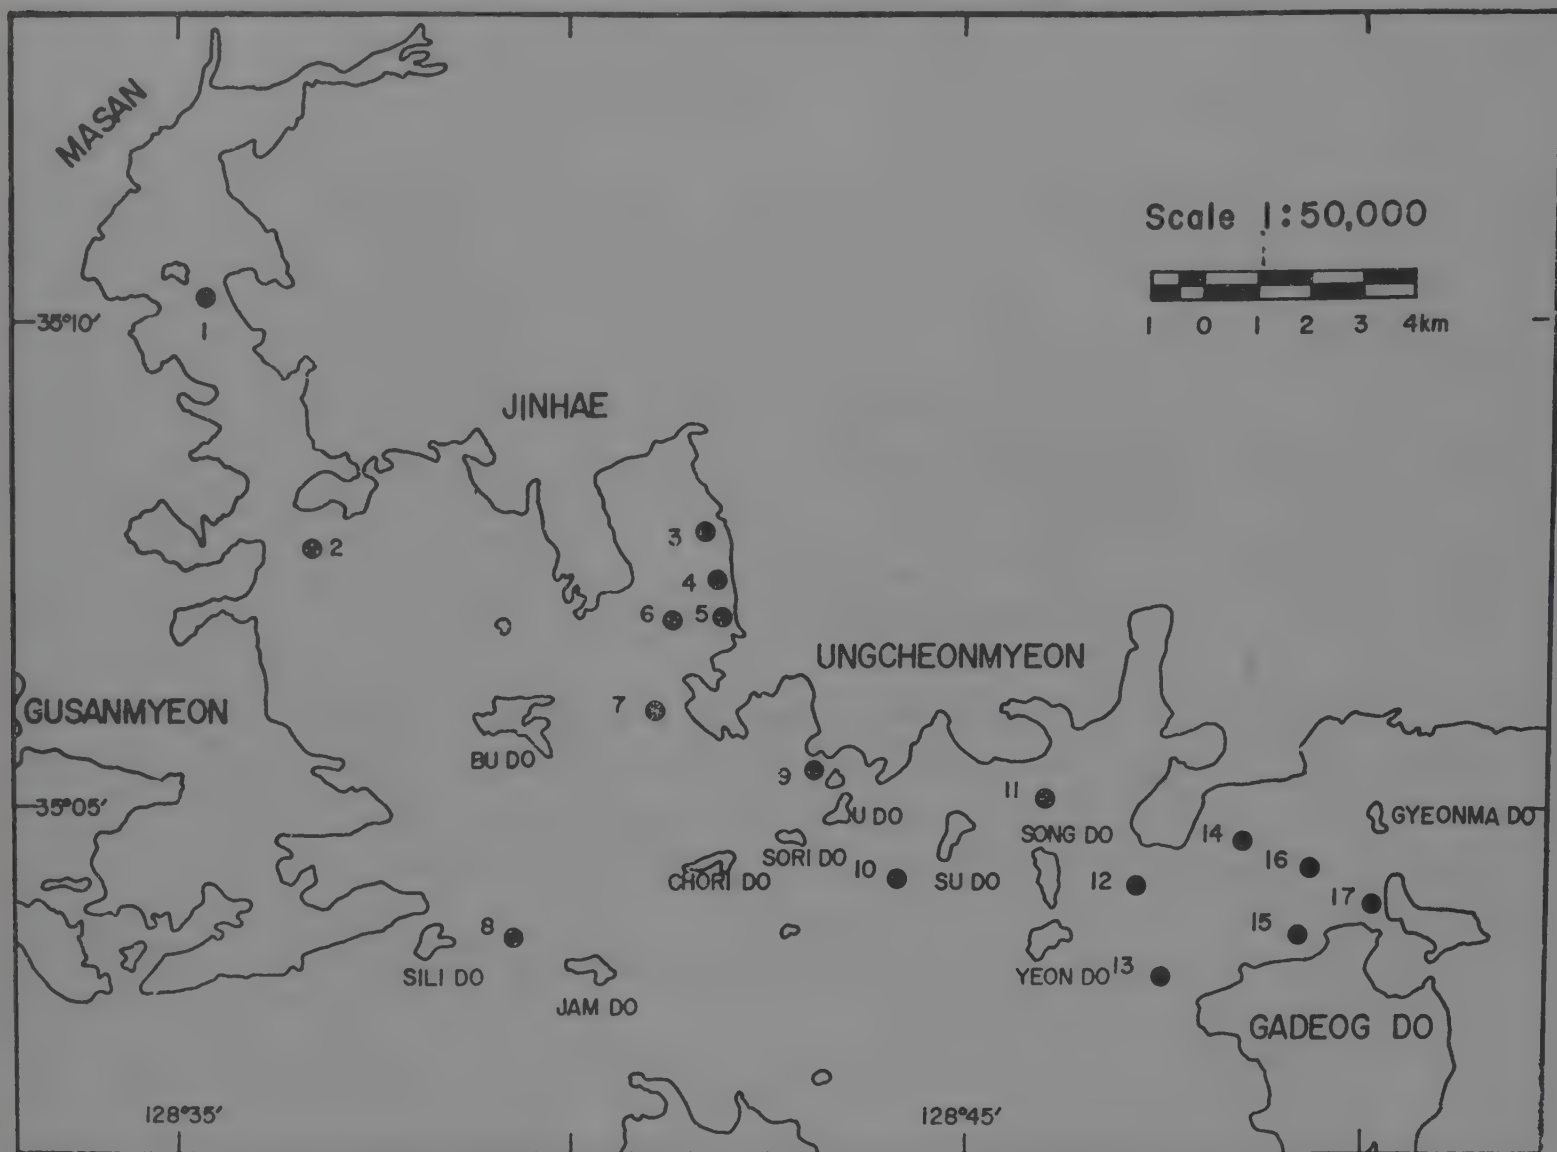 MASAN
Scale 1:50,000
1 0 1 2 3 4km
35°10′
1
JINHAE
3
2
4
6 5
UNGCHEONMYEON
7
GUSANMYEON
BU DO
9
11
35°05′
U DO
GYEONMA DO
SONG DO
14
SORI DO
16
CHORI DO
10
SU DO
12
17
8
15
SILI DO
YEON DO
13
JAM DO
GADEOG DO
128°35′
128°45′